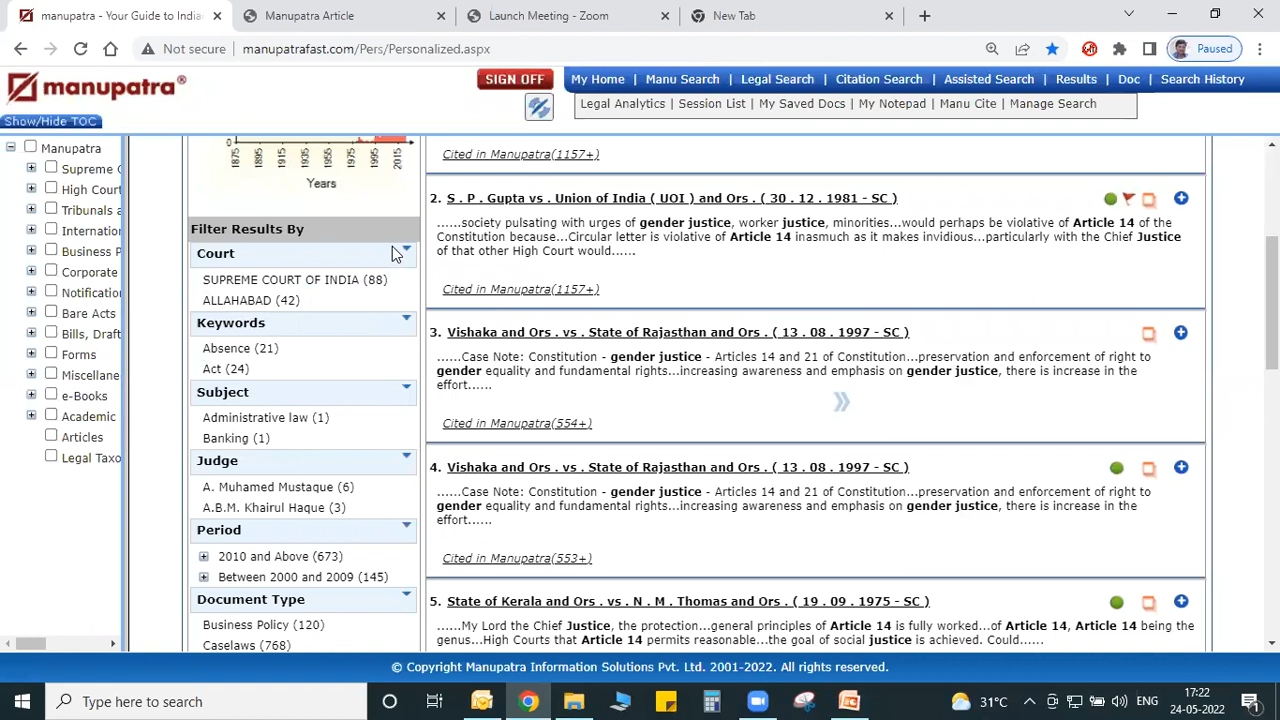 manupatra - Your Guide to India
Manupatra Article
Launch Meeting - Zoom
New Tab
Not secure
manupatrafast.com/Pers/Personalized.aspx
Paused
manupatra®
SIGN OFF
My Home
Manu Search
Legal Search
Citation Search
Assisted Search
Results
Doc
Search History
Legal Analytics
Session List
My Saved Docs
My Notepad
Manu Cite
Manage Search
Show/Hide TOC
Manupatra
Supreme C
High Court
Tribunals a
Internatio
Business P
Corporate
Notification
Bare Acts
Bills, Draft
Forms
Miscellane
e-Books
Academic
Articles
Legal Taxo
0
1875
1895
1915
1935
1955
1975
1995
2015
Years
Filter Results By
Court
SUPREME COURT OF INDIA (88)
ALLAHABAD (42)
Keywords
Absence (21)
Act (24)
Subject
Administrative law (1)
Banking (1)
Judge
A. Muhamed Mustaque (6)
A.B.M. Khairul Haque (3)
Period
2010 and Above (673)
Between 2000 and 2009 (145)
Document Type
Business Policy (120)
Caselaws (768)
Cited in Manupatra(1157+)
2. S . P . Gupta vs . Union of India ( UOI ) and Ors . ( 30 . 12 . 1981 - SC )
......society pulsating with urges of gender justice, worker justice, minorities...would perhaps be violative of Article 14 of the
Constitution because...Circular letter is violative of Article 14 inasmuch as it makes invidious...particularly with the Chief Justice
of that other High Court would......
Cited in Manupatra(1157+)
3. Vishaka and Ors . vs . State of Rajasthan and Ors . ( 13 . 08 . 1997 - SC )
......Case Note: Constitution - gender justice - Articles 14 and 21 of Constitution...preservation and enforcement of right to
gender equality and fundamental rights...increasing awareness and emphasis on gender justice, there is increase in the
effort......
Cited in Manupatra(554+)
4. Vishaka and Ors . vs . State of Rajasthan and Ors . ( 13 . 08 . 1997 - SC )
......Case Note: Constitution - gender justice - Articles 14 and 21 of Constitution...preservation and enforcement of right to
gender equality and fundamental rights...increasing awareness and emphasis on gender justice, there is increase in the
effort......
Cited in Manupatra(553+)
5. State of Kerala and Ors . vs . N . M . Thomas and Ors . ( 19 . 09 . 1975 - SC )
......My Lord the Chief Justice, the protection...general principles of Article 14 is fully worked...of Article 14, Article 14 being the
genus...High Courts that Article 14 permits reasonable...the goal of social justice is achieved. Could......
© Copyright Manupatra Information Solutions Pvt. Ltd. 2001-2022. All rights reserved.
Type here to search
31°C
ENG
17:22
24-05-2022
1